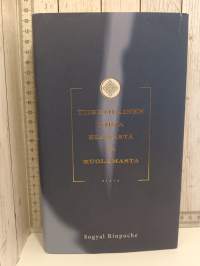 TIIBETILÄINEN
KIRJA
ELÄMÄSTÄ
JA
KUOLEMASTA
Sogyal Rinpoche